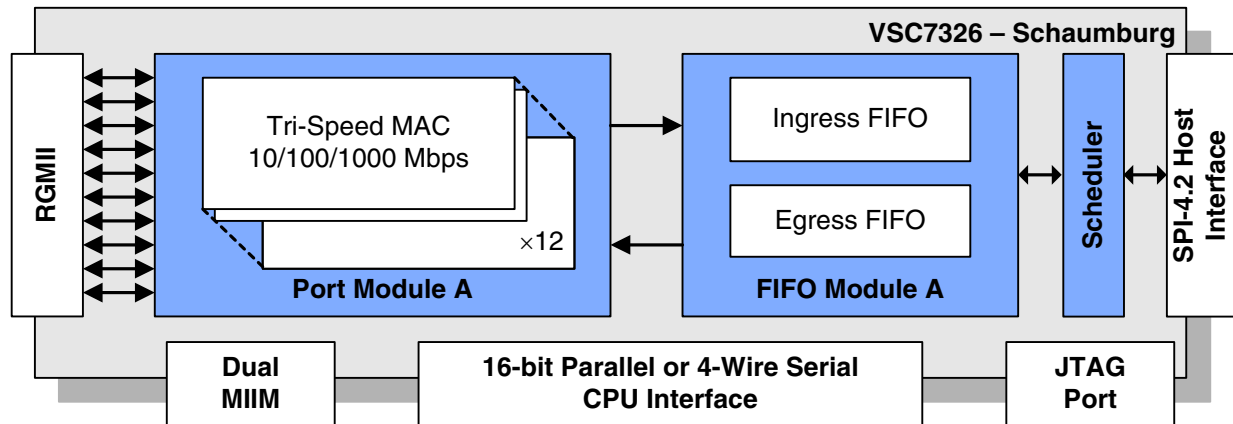 VSC7326 – Schaumburg
RGMII
Tri-Speed MAC
10/100/1000 Mbps
×12
Port Module A
Ingress FIFO
Egress FIFO
FIFO Module A
Scheduler
SPI-4.2 Host
Interface
Dual
MIIM
16-bit Parallel or 4-Wire Serial
CPU Interface
JTAG
Port